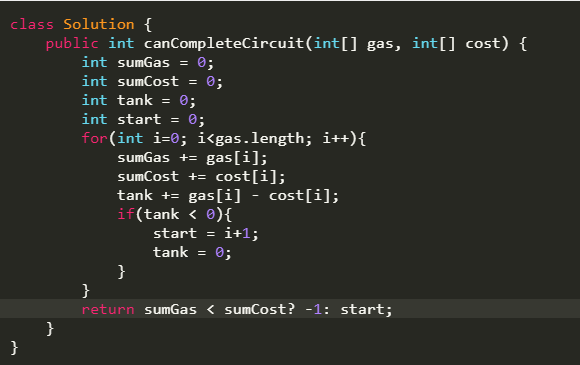 class Solution {
    public int canCompleteCircuit(int[] gas, int[] cost) {
        int sumGas = 0;
        int sumCost = 0;
        int tank = 0;
        int start = 0;
        for(int i=0; i<gas.length; i++){
            sumGas += gas[i];
            sumCost += cost[i];
            tank += gas[i] - cost[i];
            if(tank < 0){
                start = i+1;
                tank = 0;
            }
        }
        return sumGas < sumCost? -1: start;
    }
}